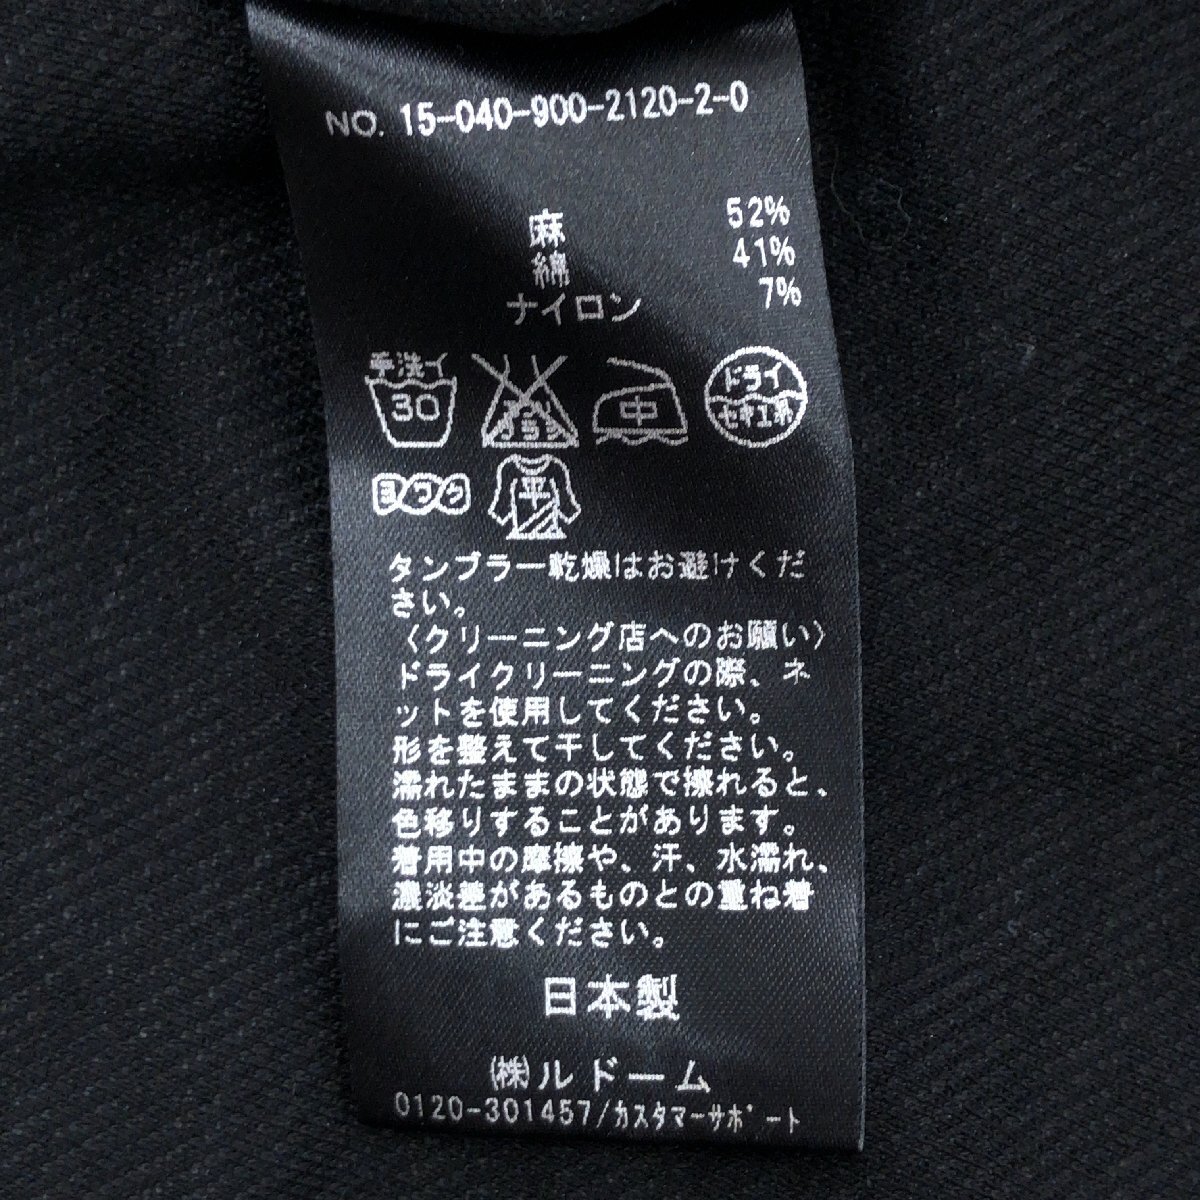 NO. 15-040-900-2120-2-0
麻 52%
綿 41%
ナイロン 7%
手洗イ
30
エンソサラシ
中
ドライ
セキユ系
ヨワク
平
タンブラー乾燥はお避けくだ
さい。
〈クリーニング店へのお願い〉
ドライクリーニングの際、ネ
ットを使用してください。
形を整えて干してください。
濡れたままの状態で擦れると、
色移りすることがあります。
着用中の摩擦や、汗、水濡れ、
濃淡差があるものとの重ね着
にご注意ください。
日本製
㈱ルドーム
0120-301457/カスタマーサポート